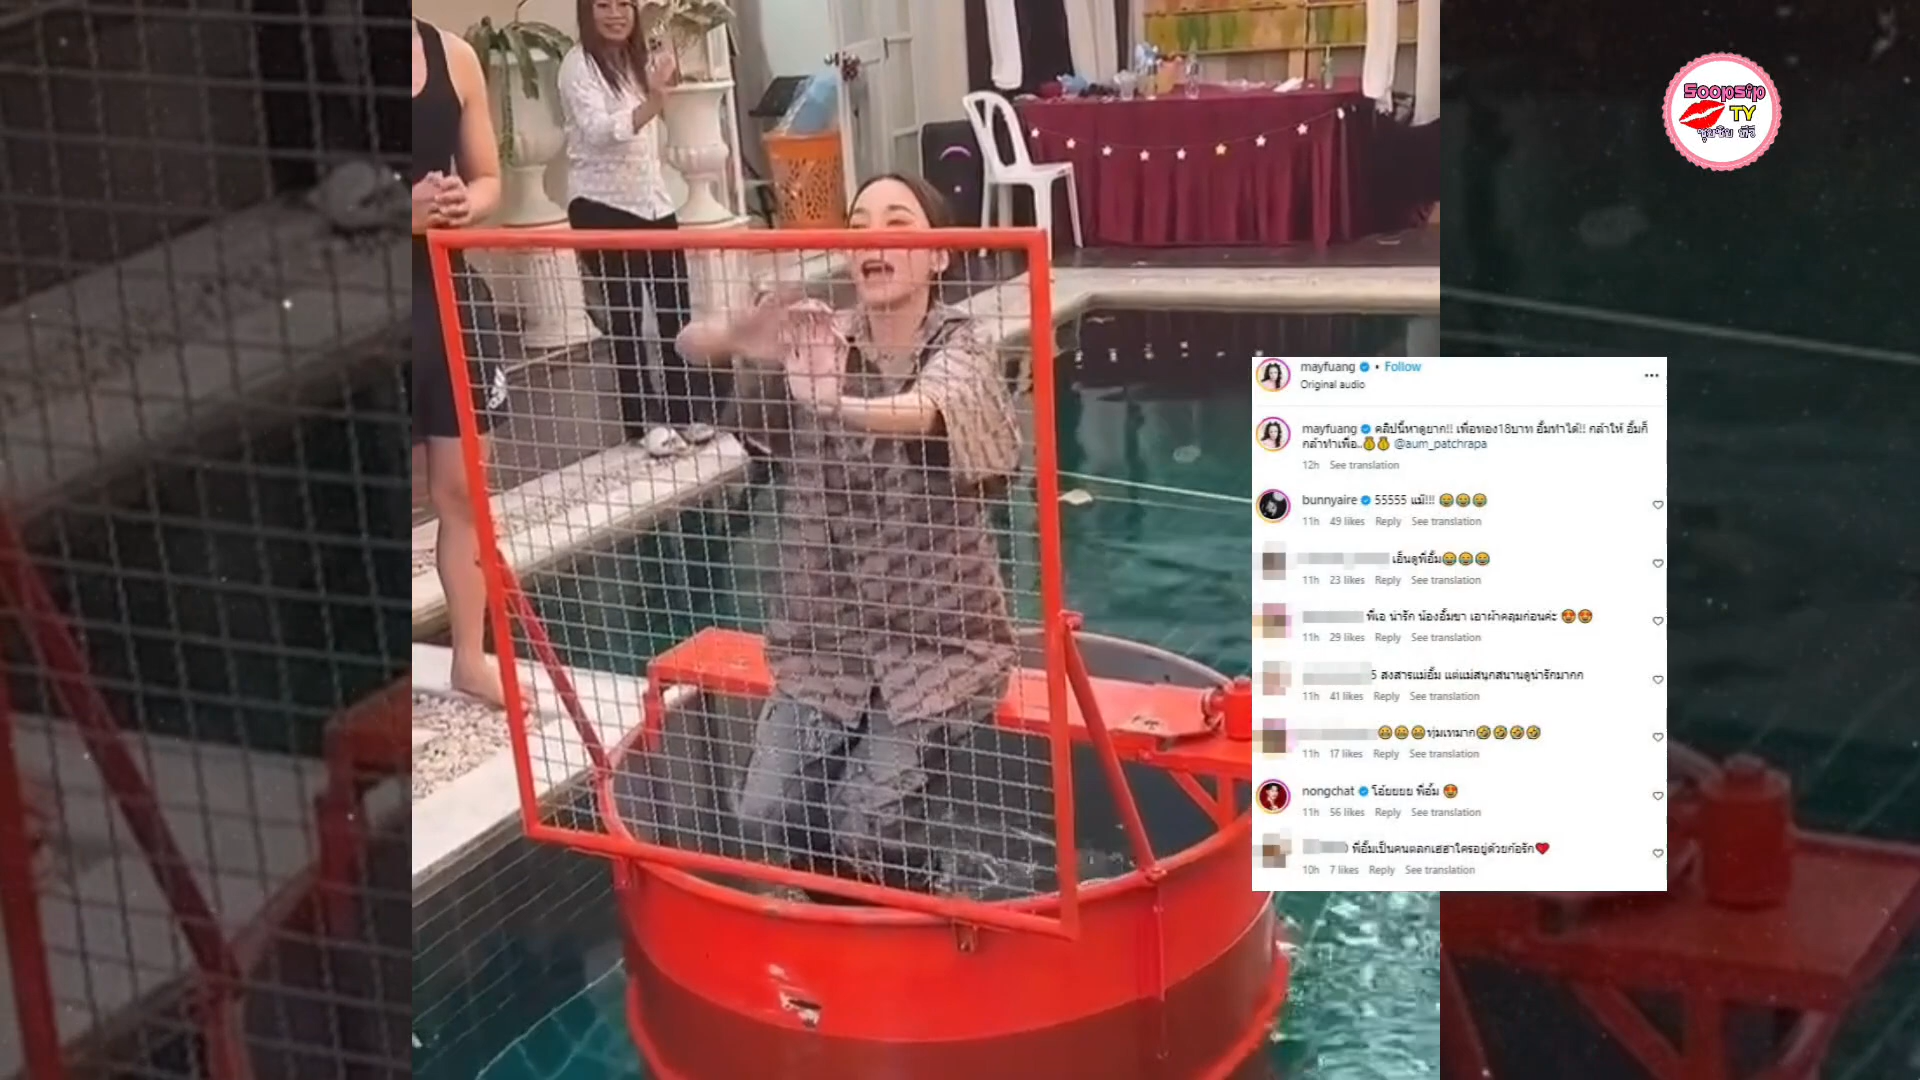 Soopsip
TV
ซุบซิบ ทีวี
mayfuang • Follow
Original audio
mayfuang คลิปนี้หาดูยาก!! เพื่อทอง18บาท อั้มทำได้!! กล้าให้ อั้มก็
กล้าทำเพื่อ..💰💰 @aum_patchrapa
12h See translation
bunnyaire 55555 แม๊!!! 😂😂😂
11h 49 likes Reply See translation
เอ็นดูพี่อั้ม😂😂😂
11h 23 likes Reply See translation
พี่เอ น่ารัก น้องอั้มขา เอาผ้าคลุมก่อนค่ะ 😍😍
11h 29 likes Reply See translation
5 สงสารแม่อั้ม แต่แม่สนุกสนานดูน่ารักมากก
11h 41 likes Reply See translation
😂😂😂ทุ่มเทมาก🤣🤣🤣🤣
11h 17 likes Reply See translation
nongchat โอ๋ยยยย พี่อั้ม 😍
11h 56 likes Reply See translation
พี่อั้มเป็นคนตลกเฮฮาใครอยู่ด้วยก้อรัก❤️
10h 7 likes Reply See translation